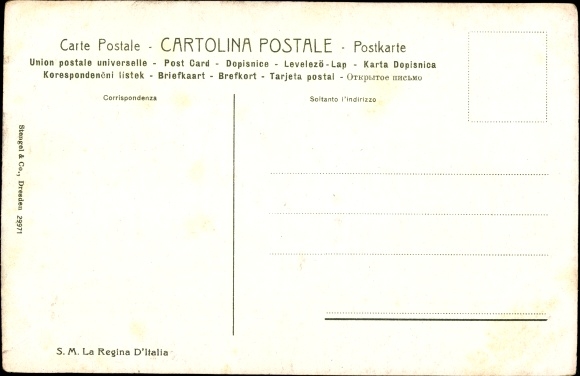 Carte Postale - CARTOLINA POSTALE - Postkarte
Union postale universelle - Post Card - Dopisnice - Levelezö-Lap - Karta Dopisnica
Korespondenční listek - Briefkaart - Brefkort - Tarjeta postal - Открытое письмо
Corrispondenza
Soltanto l'indirizzo
Stengel & Co., Dresden 29971
S. M. La Regina D'Italia